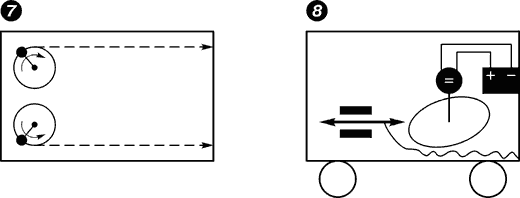 7 8
+ −
=